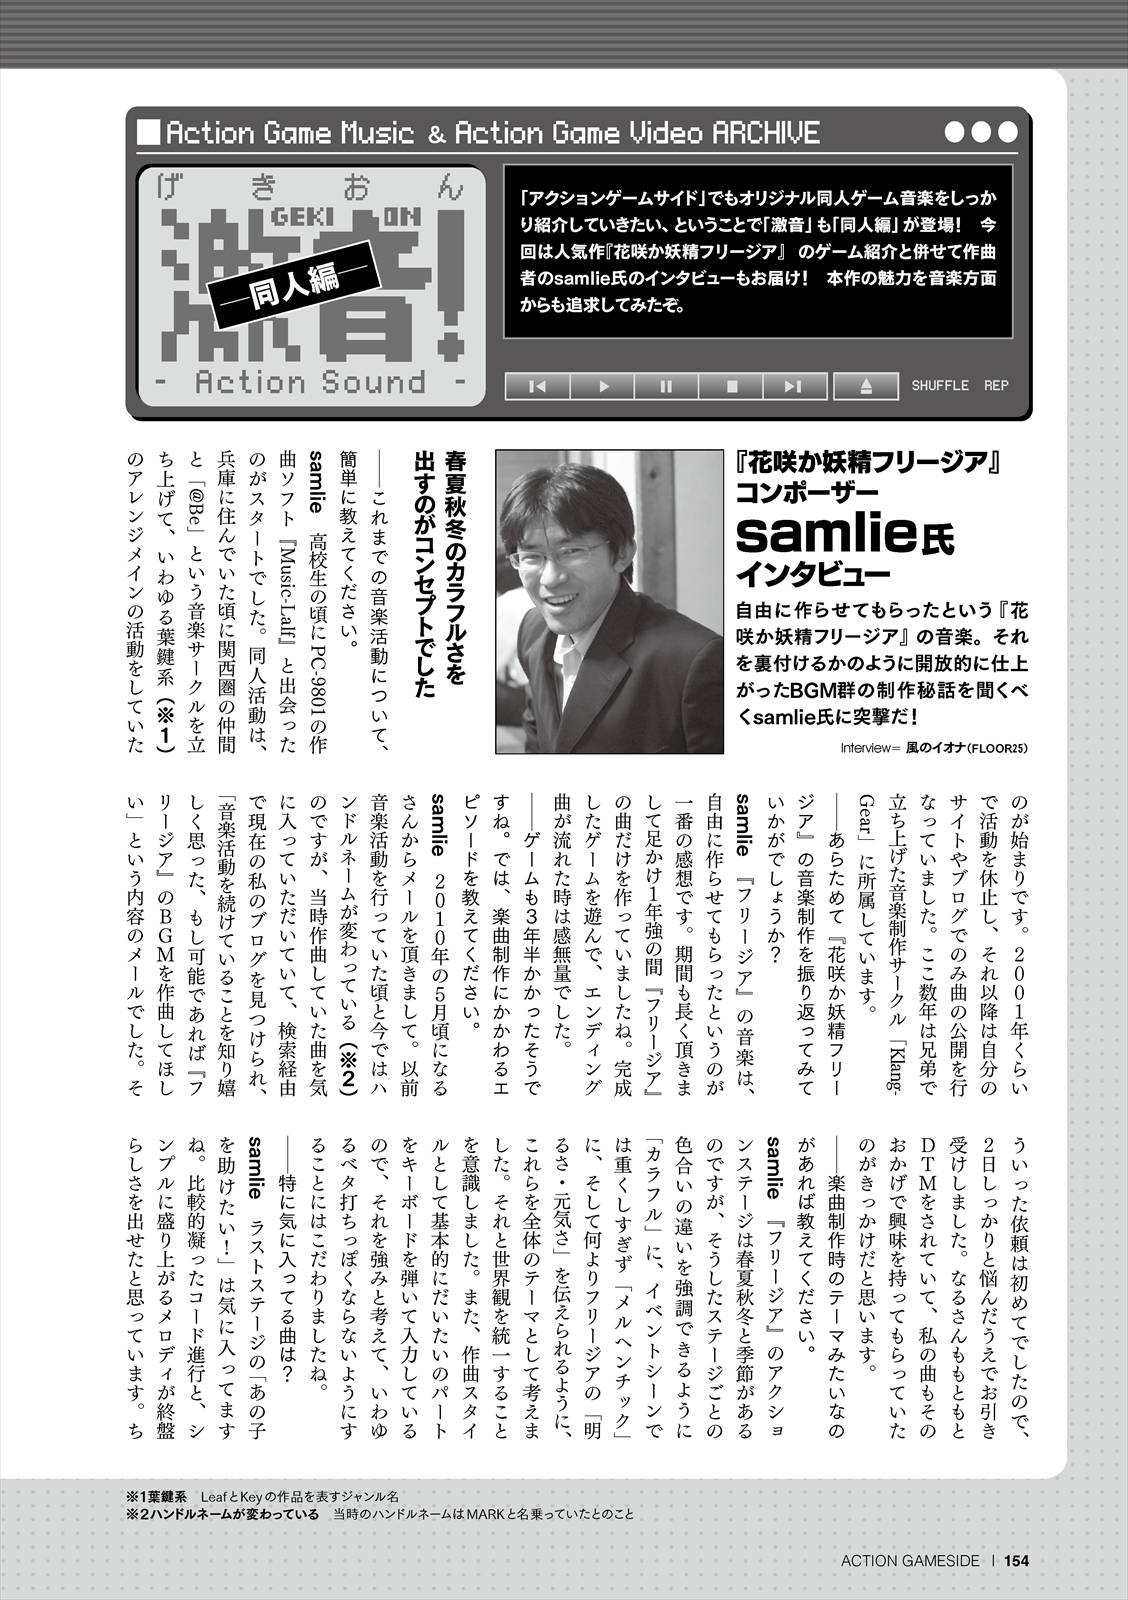 Action Game Music & Action Game Video ARCHIVE
げきおん
GEKI ON
激音!
同人編
- Action Sound -
「アクションゲームサイド」でもオリジナル同人ゲーム音楽をしっか
り紹介していきたい、ということで「激音」も「同人編」が登場!　今
回は人気作『花咲か妖精フリージア』のゲーム紹介と併せて作曲
者のsamlie氏のインタビューもお届け!　本作の魅力を音楽方面
からも追求してみたぞ。
SHUFFLE REP
『花咲か妖精フリージア』
コンポーザー
samlie氏
インタビュー
自由に作らせてもらったという『花
咲か妖精フリージア』の音楽。それ
を裏付けるかのように開放的に仕上
がったBGM群の制作秘話を聞くべ
くsamlie氏に突撃だ!
Interview= 風のイオナ(FLOOR25)
春夏秋冬のカラフルさを
出すのがコンセプトでした
――これまでの音楽活動について、
簡単に教えてください。
samlie　高校生の頃にPC-9801の作
曲ソフト『Music-Lalf』と出会った
のがスタートでした。同人活動は、
兵庫に住んでいた頃に関西圏の仲間
と「@Be」という音楽サークルを立
ち上げて、いわゆる葉鍵系(※1)
のアレンジメインの活動をしていた
のが始まりです。2001年くらい
で活動を休止し、それ以降は自分の
サイトやブログでのみ曲の公開を行
なっていました。ここ数年は兄弟で
立ち上げた音楽制作サークル「Klang-
Gear」に所属しています。
――あらためて『花咲か妖精フリー
ジア』の音楽制作を振り返ってみて
いかがでしょうか?
samlie　『フリージア』の音楽は、
自由に作らせてもらったというのが
一番の感想です。期間も長く頂きま
して足かけ1年強の間『フリージア』
の曲だけを作っていましたね。完成
したゲームを遊んで、エンディング
曲が流れた時は感無量でした。
――ゲームも3年半かかったそうで
すね。では、楽曲制作にかかわるエ
ピソードを教えてください。
samlie　2010年の5月頃になる
さんからメールを頂きまして。以前
音楽活動を行っていた頃と今ではハ
ンドルネームが変わっている(※2)
のですが、当時作曲していた曲を気
に入っていただいていて、検索経由
で現在の私のブログを見つけられ、
「音楽活動を続けていることを知り嬉
しく思った、もし可能であれば『フ
リージア』のBGMを作曲してほし
い」という内容のメールでした。そ
ういった依頼は初めてでしたので、
2日しっかりと悩んだうえでお引き
受けしました。なるさんももともと
DTMをされていて、私の曲もその
おかげで興味を持ってもらっていた
のがきっかけだと思います。
――楽曲制作時のテーマみたいなの
があれば教えてください。
samlie　『フリージア』のアクショ
ンステージは春夏秋冬と季節がある
のですが、そうしたステージごとの
色合いの違いを強調できるように
「カラフル」に、イベントシーンで
は重くしすぎず「メルヘンチック」
に、そして何よりフリージアの「明
るさ・元気さ」を伝えられるように、
これらを全体のテーマとして考えま
した。それと世界観を統一すること
を意識しました。また、作曲スタイ
ルとして基本的にだいたいのパート
をキーボードを弾いて入力している
ので、それを強みと考えて、いわゆ
るベタ打ちっぽくならないようにす
ることにはこだわりましたね。
――特に気に入ってる曲は?
samlie　ラストステージの「あの子
を助けたい!」は気に入ってます
ね。比較的凝ったコード進行と、シ
ンプルに盛り上がるメロディが終盤
らしさを出せたと思っています。ち
※1葉鍵系　LeafとKeyの作品を表すジャンル名
※2ハンドルネームが変わっている　当時のハンドルネームはMARKと名乗っていたとのこと
ACTION GAMESIDE | 154